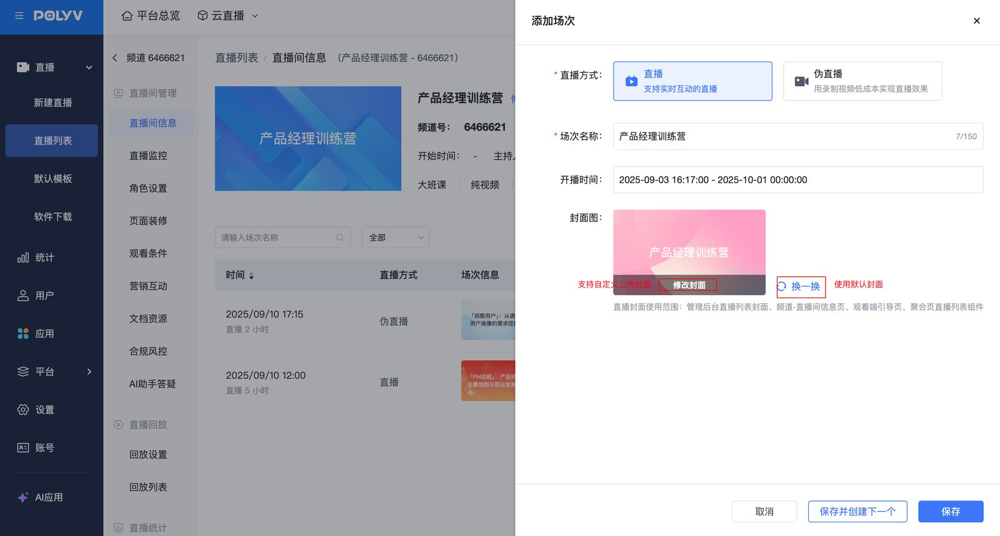 POLYV
直播
新建直播
直播列表
默认模板
软件下载
统计
用户
应用
平台
设置
账号
AI应用
平台总览
云直播
频道 6466621
直播间管理
直播间信息
直播监控
角色设置
页面装修
观看条件
营销互动
文档资源
合规风控
AI助手答疑
直播回放
回放设置
回放列表
直播统计
直播列表 / 直播间信息 (产品经理训练营 - 6466621)
产品经理训练营
产品经理训练营
频道号: 6466621
开始时间: - 主持
大班课 纯视频
请输入场次名称
全部
时间 直播方式 场次信息
2025/09/10 17:15
直播 2 小时
伪直播
「洞察用户」: 从调
用户画像的需求挖
2025/09/10 12:00
直播 5 小时
直播
「PM启航」: 产品经
全景地图与职业发展
添加场次
* 直播方式:
直播
支持实时互动的直播
伪直播
用录制视频低成本实现直播效果
* 场次名称:
产品经理训练营
7/150
开播时间:
2025-09-03 16:17:00 - 2025-10-01 00:00:00
封面图:
产品经理训练营
支持自定义上传封面
修改封面
换一换
使用默认封面
直播封面使用范围: 管理后台直播列表封面、频道-直播间信息页、观看端引导页、聚合页直播列表组件
取消
保存并创建下一个
保存